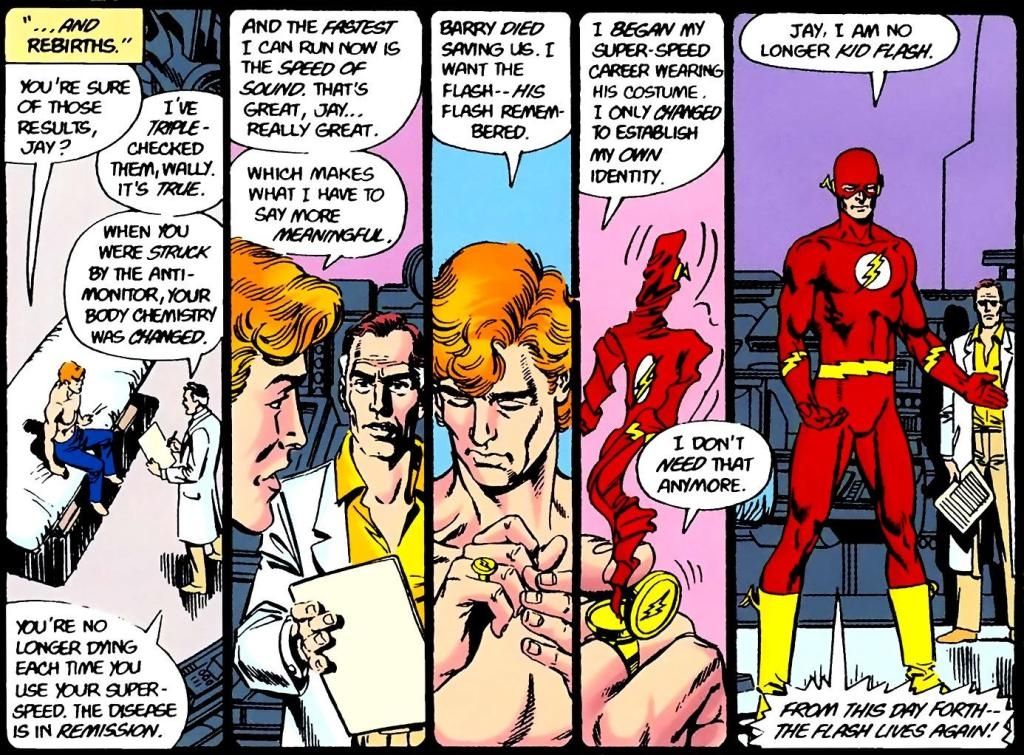 "...AND
REBIRTHS."
YOU'RE SURE
OF THOSE
RESULTS,
JAY?
I'VE
TRIPLE-
CHECKED
THEM, WALLY.
IT'S TRUE.
WHEN YOU
WERE STRUCK
BY THE ANTI-
MONITOR, YOUR
BODY CHEMISTRY
WAS CHANGED.
YOU'RE NO
LONGER DYING
EACH TIME YOU
USE YOUR SUPER-
SPEED. THE DISEASE
IS IN REMISSION.
AND THE FASTEST
I CAN RUN NOW IS
THE SPEED OF
SOUND. THAT'S
GREAT, JAY...
REALLY GREAT.
WHICH MAKES
WHAT I HAVE TO
SAY MORE
MEANINGFUL.
BARRY DIED
SAVING US. I
WANT THE
FLASH--HIS
FLASH REMEM-
BERED.
I BEGAN MY
SUPER-SPEED
CAREER WEARING
HIS COSTUME.
I ONLY CHANGED
TO ESTABLISH
MY OWN
IDENTITY.
I DON'T
NEED THAT
ANYMORE.
JAY, I AM NO
LONGER KID FLASH.
FROM THIS DAY FORTH--
THE FLASH LIVES AGAIN!